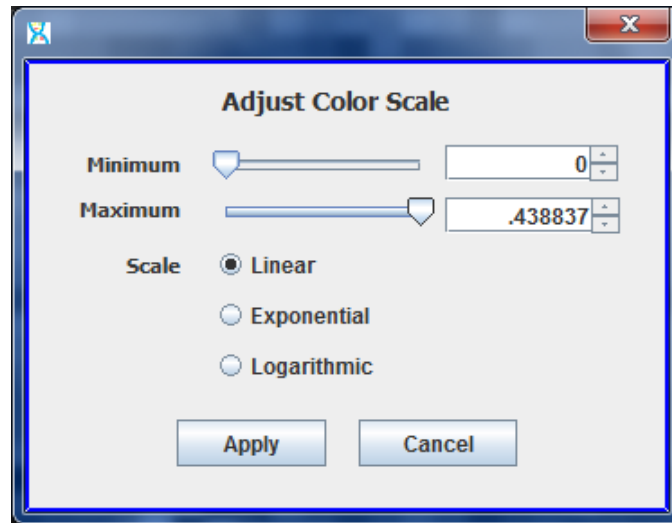 Adjust Color Scale
Minimum 0
Maximum .438837
Scale Linear
Exponential
Logarithmic
Apply Cancel